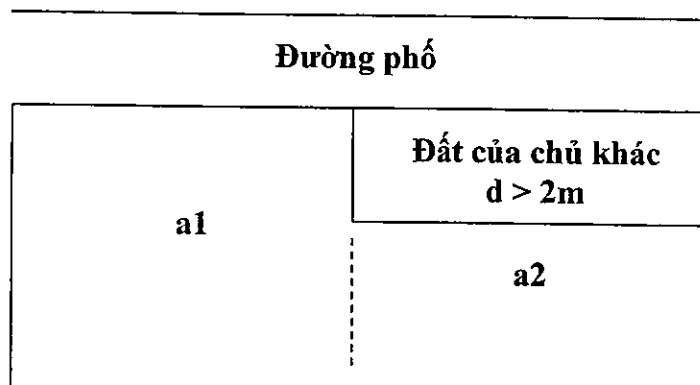 Đường phố
Đất của chủ khác
d > 2m
a1
a2